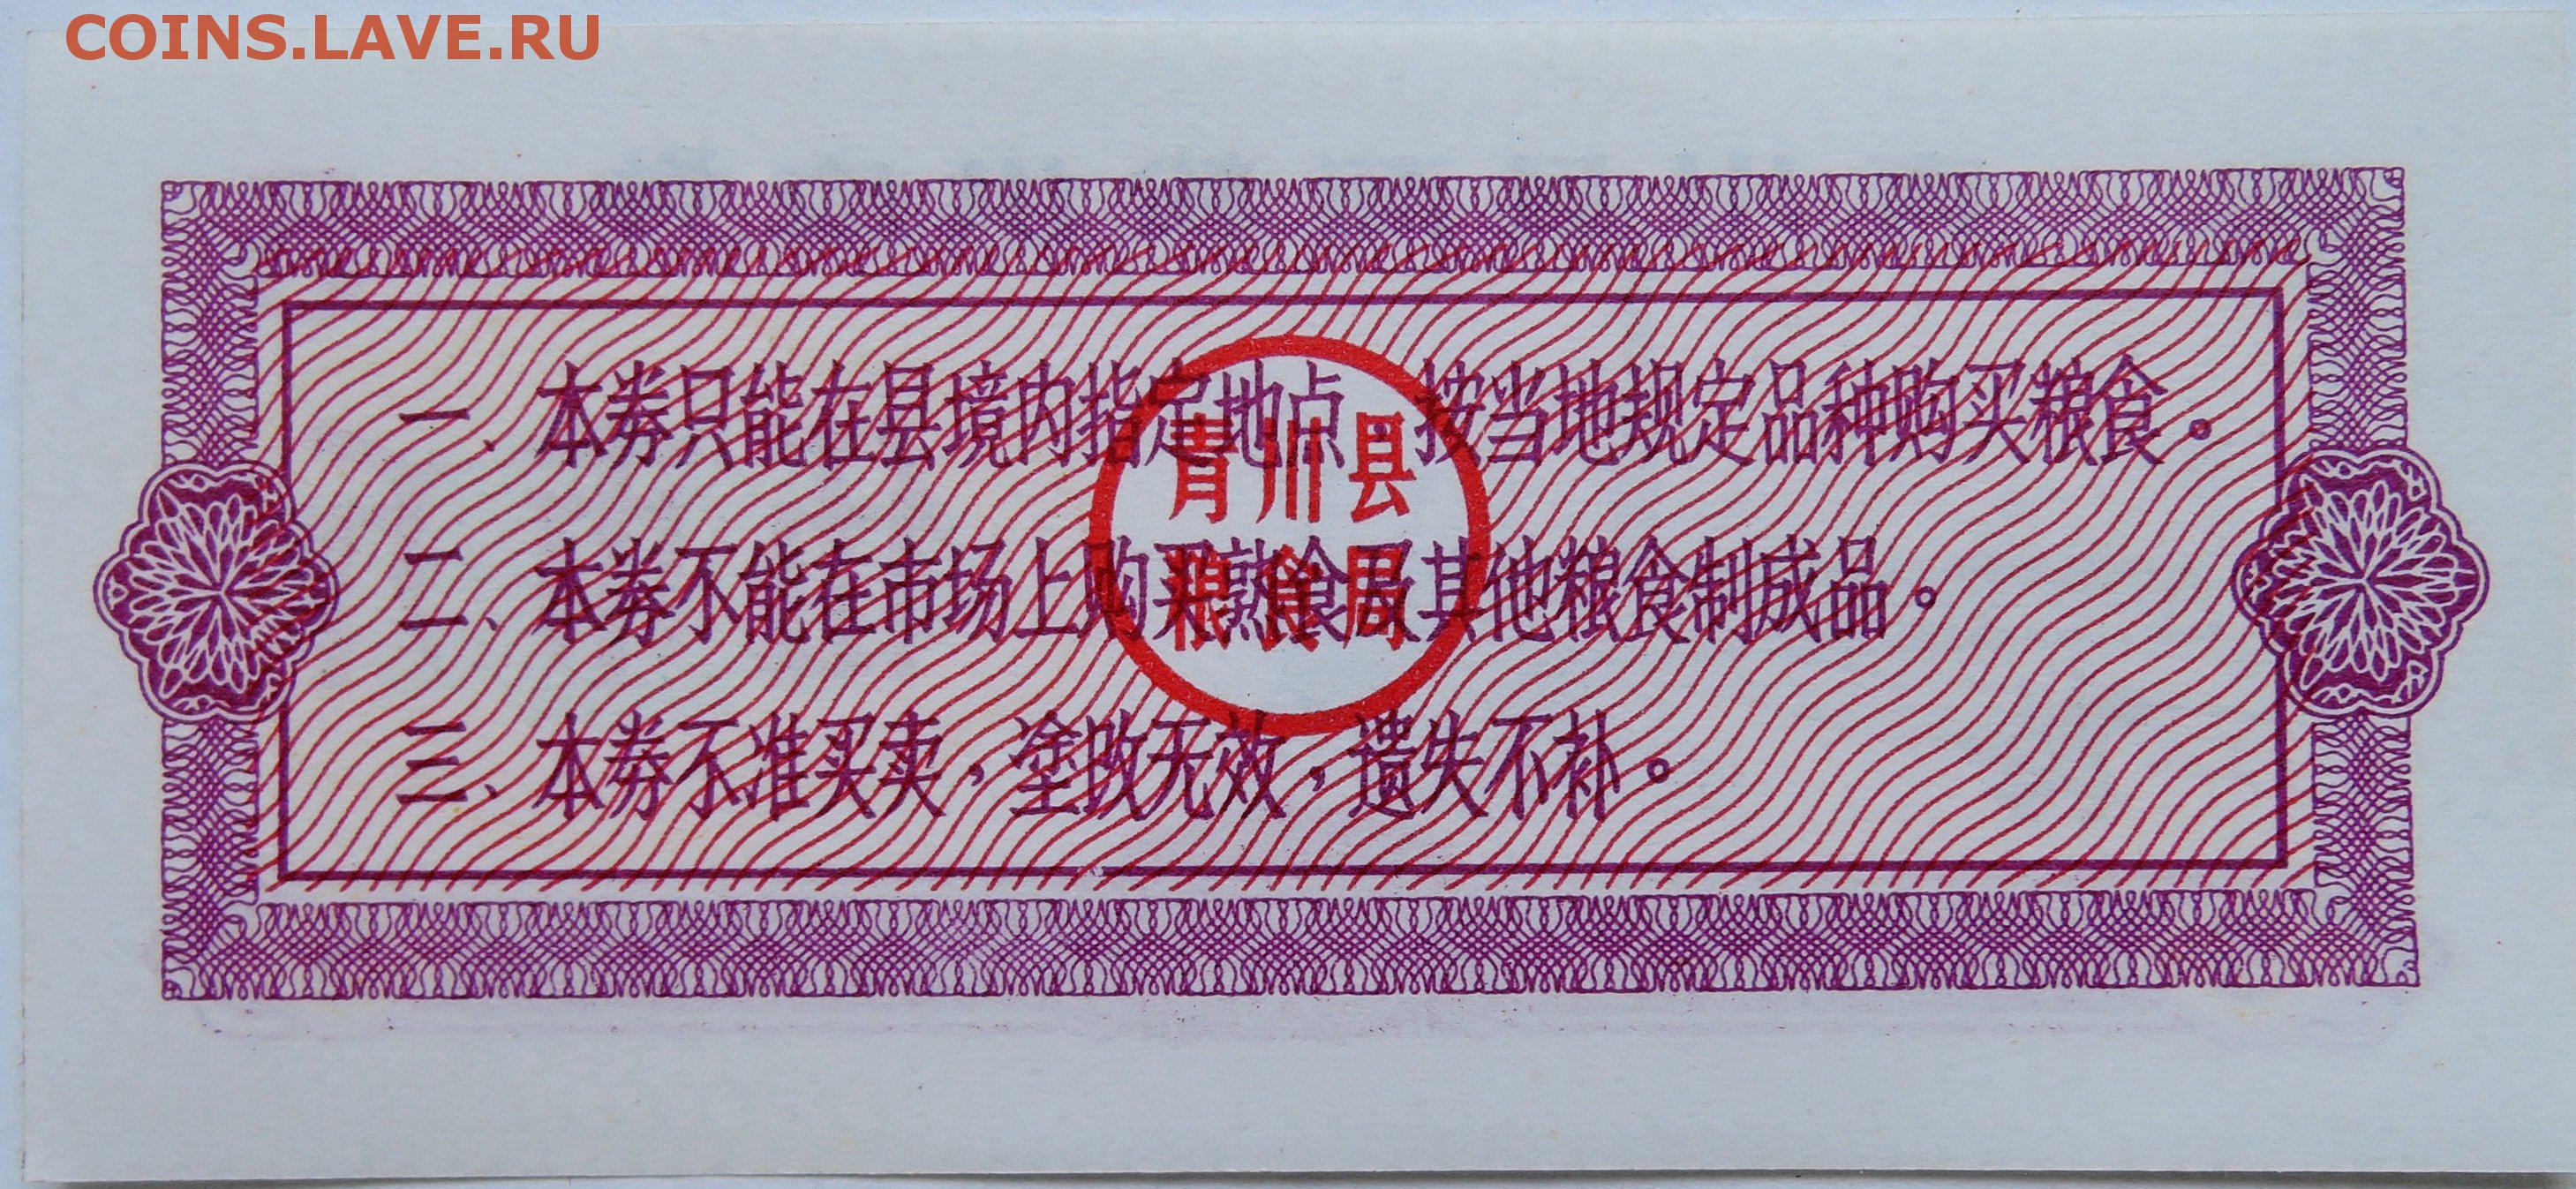 COINS.LAVE.RU
一、本券只能在县境内指定地点 按当地规定品种购买粮食。
青川县
二、本券不能在市场上购买熟食及其他粮食制成品。
粮食局
三、本券不准买卖，塗改无效，遗失不补。